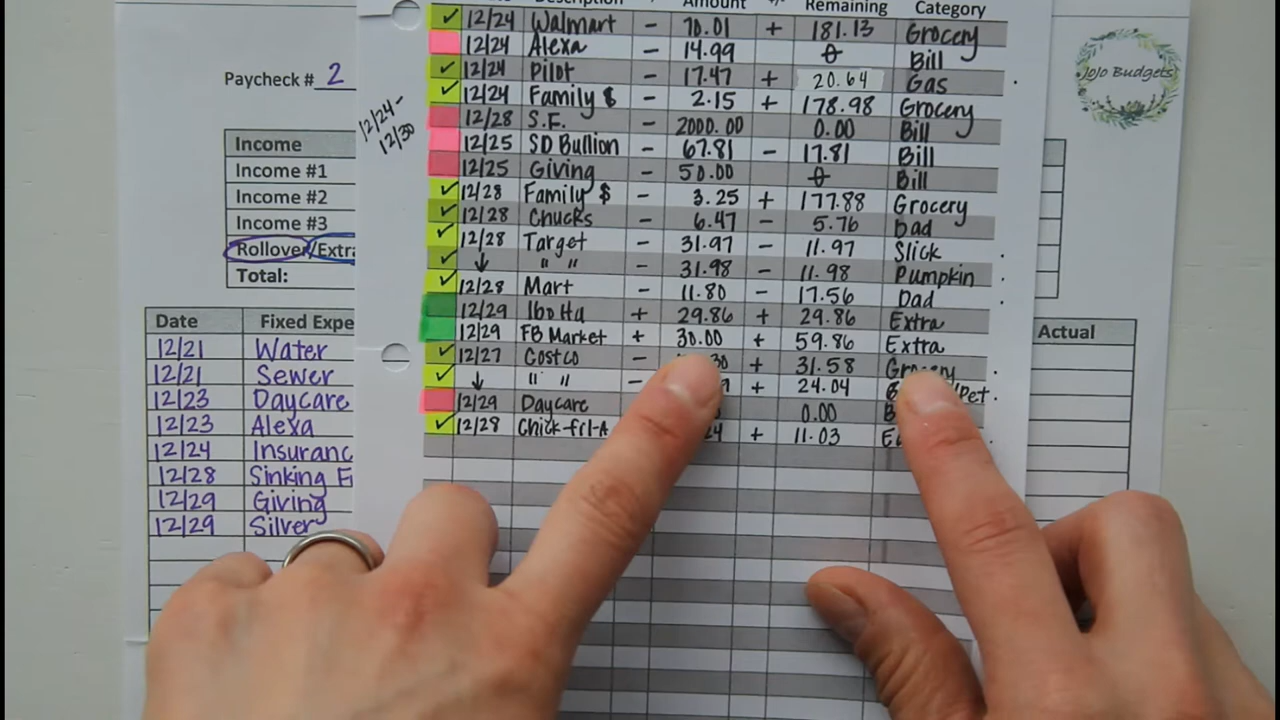 Description Amount Remaining Category
✓ 12/24 Walmart - 70.01 + 181.13 Grocery
12/24 Alexa - 14.99 0 Bill
✓ 12/24 Pilot - 17.47 + 20.64 Gas
✓ 12/24 Family $ - 2.15 + 178.98 Grocery
12/28 S.F. - 2000.00 0.00 Bill
12/25 SD Bullion - 67.81 - 17.81 Bill
12/25 Giving - 50.00 0 Bill
✓ 12/28 Family $ - 3.25 + 177.88 Grocery
✓ 12/28 Chucks - 6.47 - 5.76 Dad
✓ 12/28 Target - 31.97 - 11.97 Slick
✓ ↓ " " - 31.98 - 11.98 Pumpkin
✓ 12/28 Mart - 11.80 - 17.56 Dad
12/29 Ibotta + 29.86 + 29.86 Extra
12/29 FB Market + 30.00 + 59.86 Extra
✓ 12/27 Costco - + 31.58 Grocery
✓ ↓ " " - + 24.04 /Pet
12/29 Daycare 0.00
✓ 12/28 Chick-fil-A + 11.03
Paycheck # 2
12/24 -
12/30
Income
Income #1
Income #2
Income #3
Rollover/Extra
Total:
Date Fixed Expe
12/21 Water
12/21 Sewer
12/23 Daycare
12/23 Alexa
12/24 Insuranc
12/28 Sinking F
12/29 Giving
12/29 Silver
JoJo Budgets
Actual